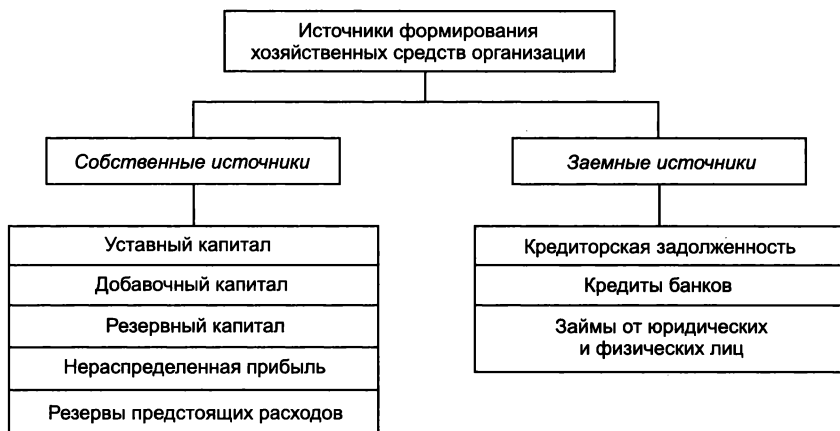 Источники формирования
хозяйственных средств организации
Собственные источники
Заемные источники
Уставный капитал
Добавочный капитал
Резервный капитал
Нераспределенная прибыль
Резервы предстоящих расходов
Кредиторская задолженность
Кредиты банков
Займы от юридических
и физических лиц